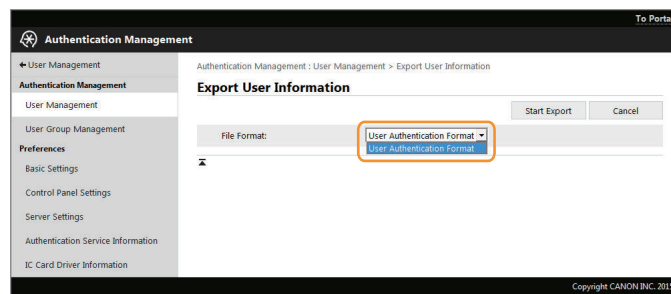 To Porta
Authentication Management
User Management
Authentication Management : User Management > Export User Information
Authentication Management
Export User Information
User Management
Start Export Cancel
User Group Management
File Format: User Authentication Format
User Authentication Format
Preferences
Basic Settings
Control Panel Settings
Server Settings
Authentication Service Information
IC Card Driver Information
Copyright CANON INC. 201